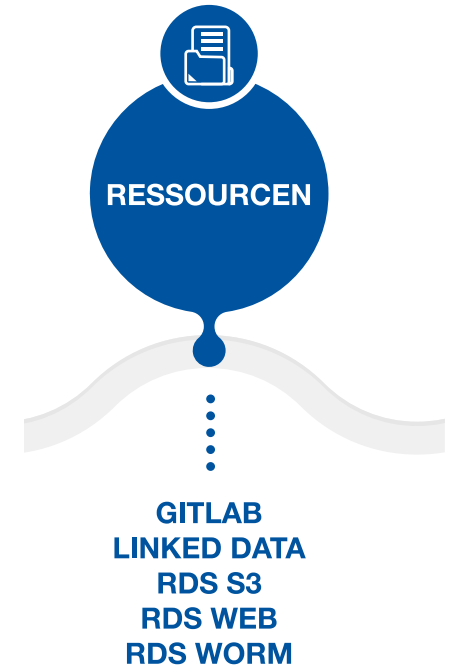 RESSOURCEN
GITLAB
LINKED DATA
RDS S3
RDS WEB
RDS WORM